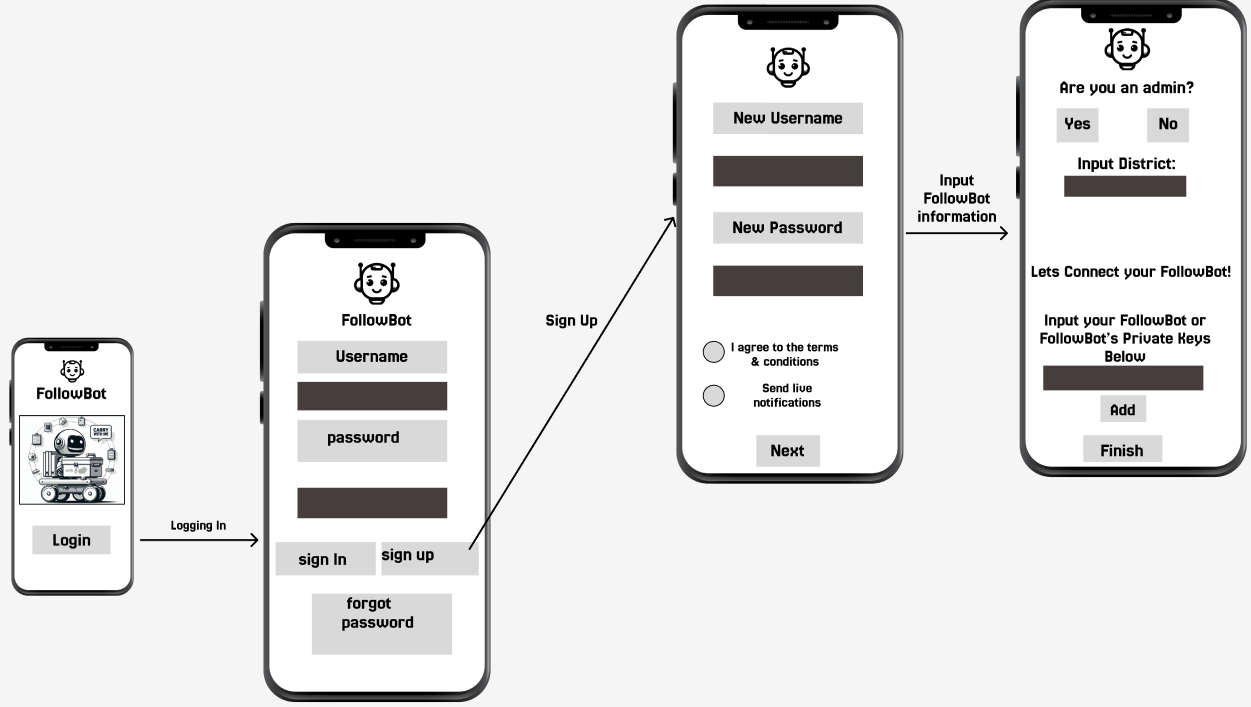 FollowBot
CARRY
WITH ME
Login
Logging In
FollowBot
Username
password
sign In
sign up
forgot
password
Sign Up
New Username
New Password
I agree to the terms
& conditions
Send live
notifications
Next
Input
FollowBot
information
Are you an admin?
Yes
No
Input District:
Lets Connect your FollowBot!
Input your FollowBot or
FollowBot's Private Keys
Below
Add
Finish